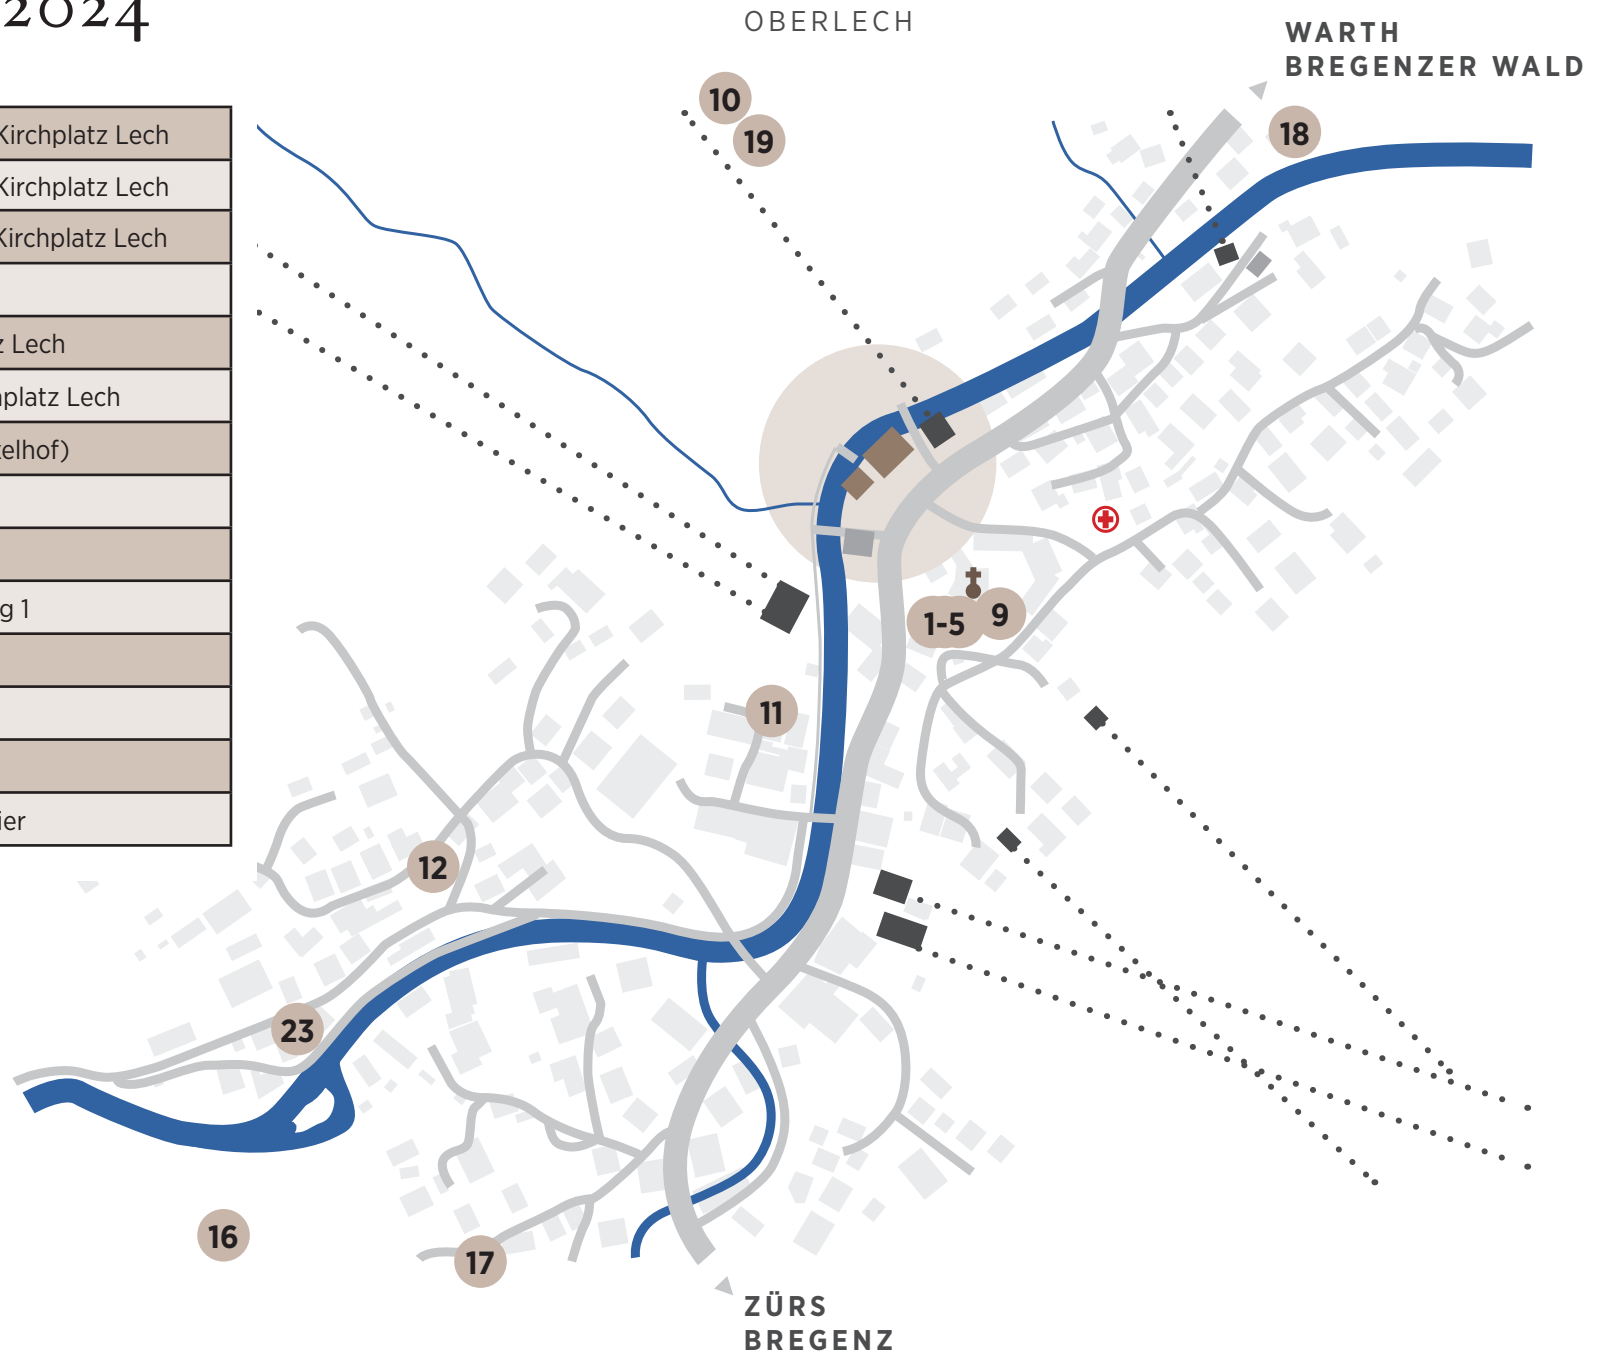 2024
OBERLECH
WARTH
BREGENZER WALD
Kirchplatz Lech
Kirchplatz Lech
Kirchplatz Lech
z Lech
platz Lech
elhof)
g 1
ier
10
19
18
1-5
9
11
12
23
16
17
ZÜRS
BREGENZ